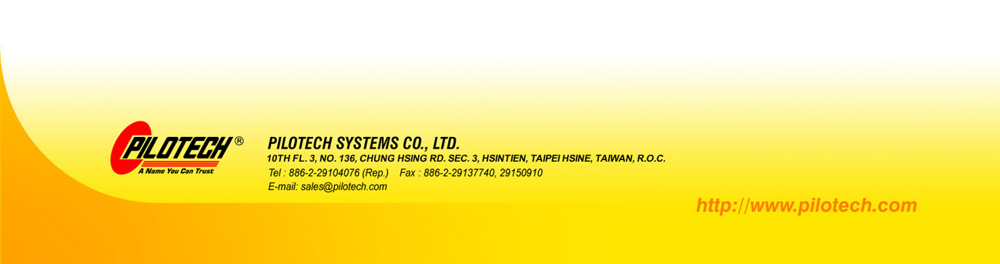 PILOTECH®
A Name You Can Trust
PILOTECH SYSTEMS CO., LTD.
10TH FL. 3, NO. 136, CHUNG HSING RD. SEC. 3, HSINTIEN, TAIPEI HSINE, TAIWAN, R.O.C.
Tel : 886-2-29104076 (Rep.) Fax : 886-2-29137740, 29150910
E-mail: sales@pilotech.com
http://www.pilotech.com